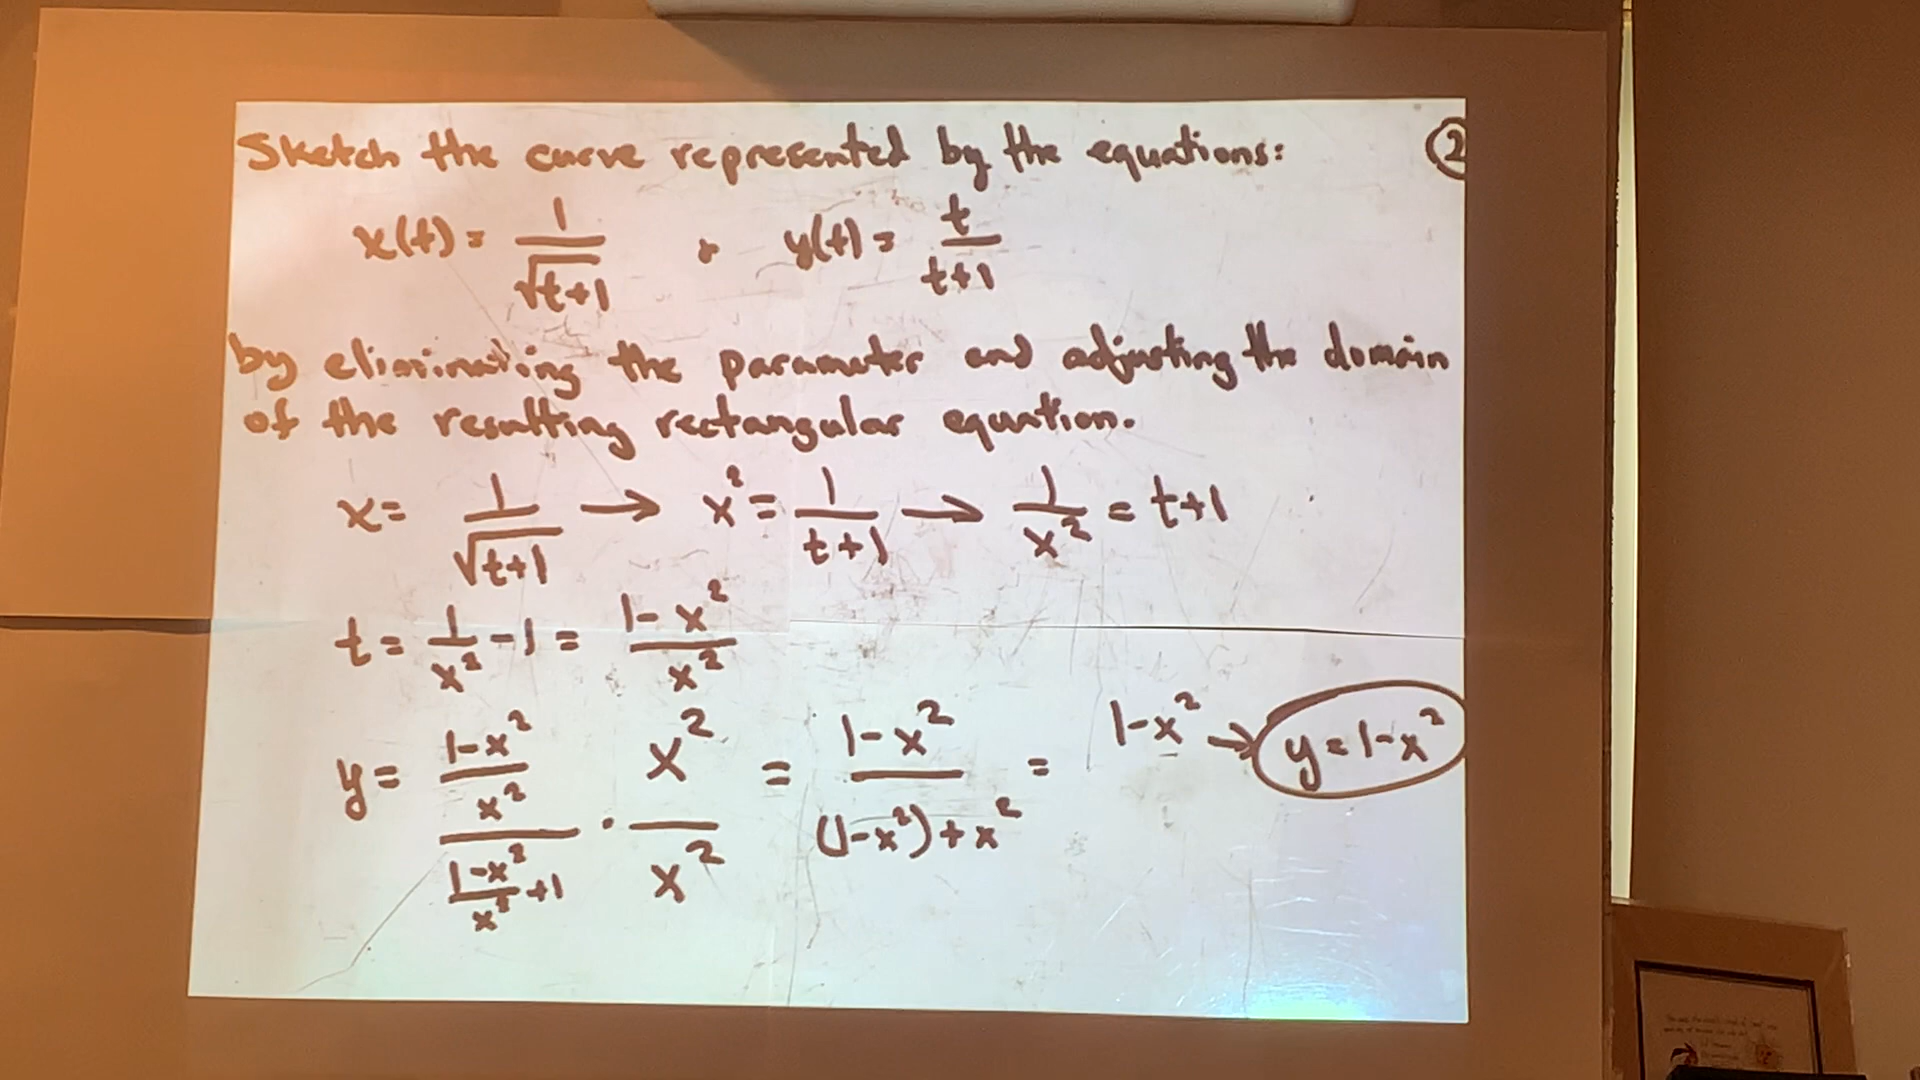 Sketch the curve represented by the equations: ②
x(t) = 1/√(t+1) , y(t) = t/(t+1)
by eliminating the parameter and adjusting the domain
of the resulting rectangular equation.
x = 1/√(t+1) → x² = 1/(t+1) → 1/x² = t+1
t = 1/x² - 1 = (1-x²)/x²
y = ((1-x²)/x²)/((1-x²)/x² + 1) · x²/x² = (1-x²)/((1-x²)+x²) = 1-x² → y = 1-x²